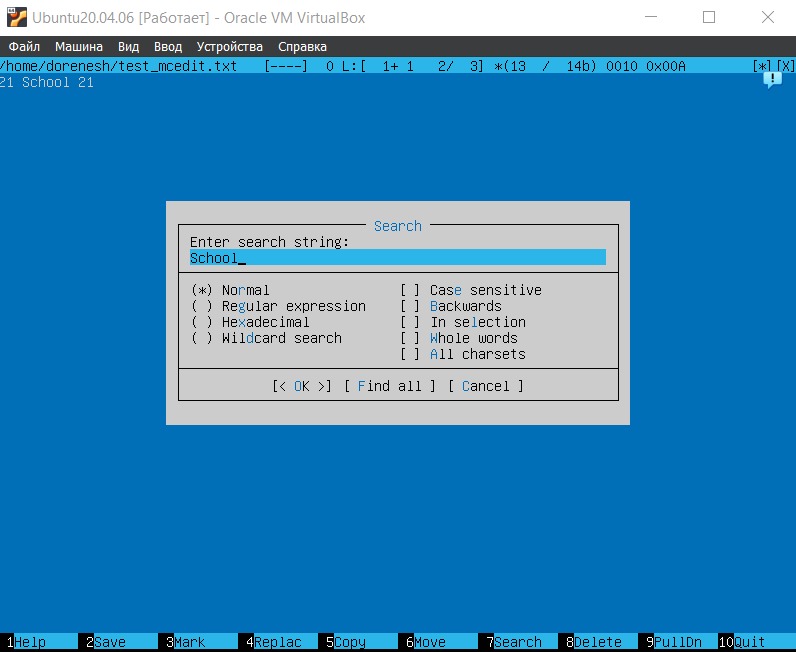 Ubuntu20.04.06 [Работает] - Oracle VM VirtualBox
Файл Машина Вид Ввод Устройства Справка
/home/dorenesh/test_mcedit.txt [----] 0 L:[ 1+ 1 2/ 3] *(13 / 14b) 0010 0x00A [*][X]
21 School 21
Search
Enter search string:
School_
(*) Normal [ ] Case sensitive
( ) Regular expression [ ] Backwards
( ) Hexadecimal [ ] In selection
( ) Wildcard search [ ] Whole words
[ ] All charsets
[< OK >] [ Find all ] [ Cancel ]
1Help 2Save 3Mark 4Replac 5Copy 6Move 7Search 8Delete 9PullDn 10Quit